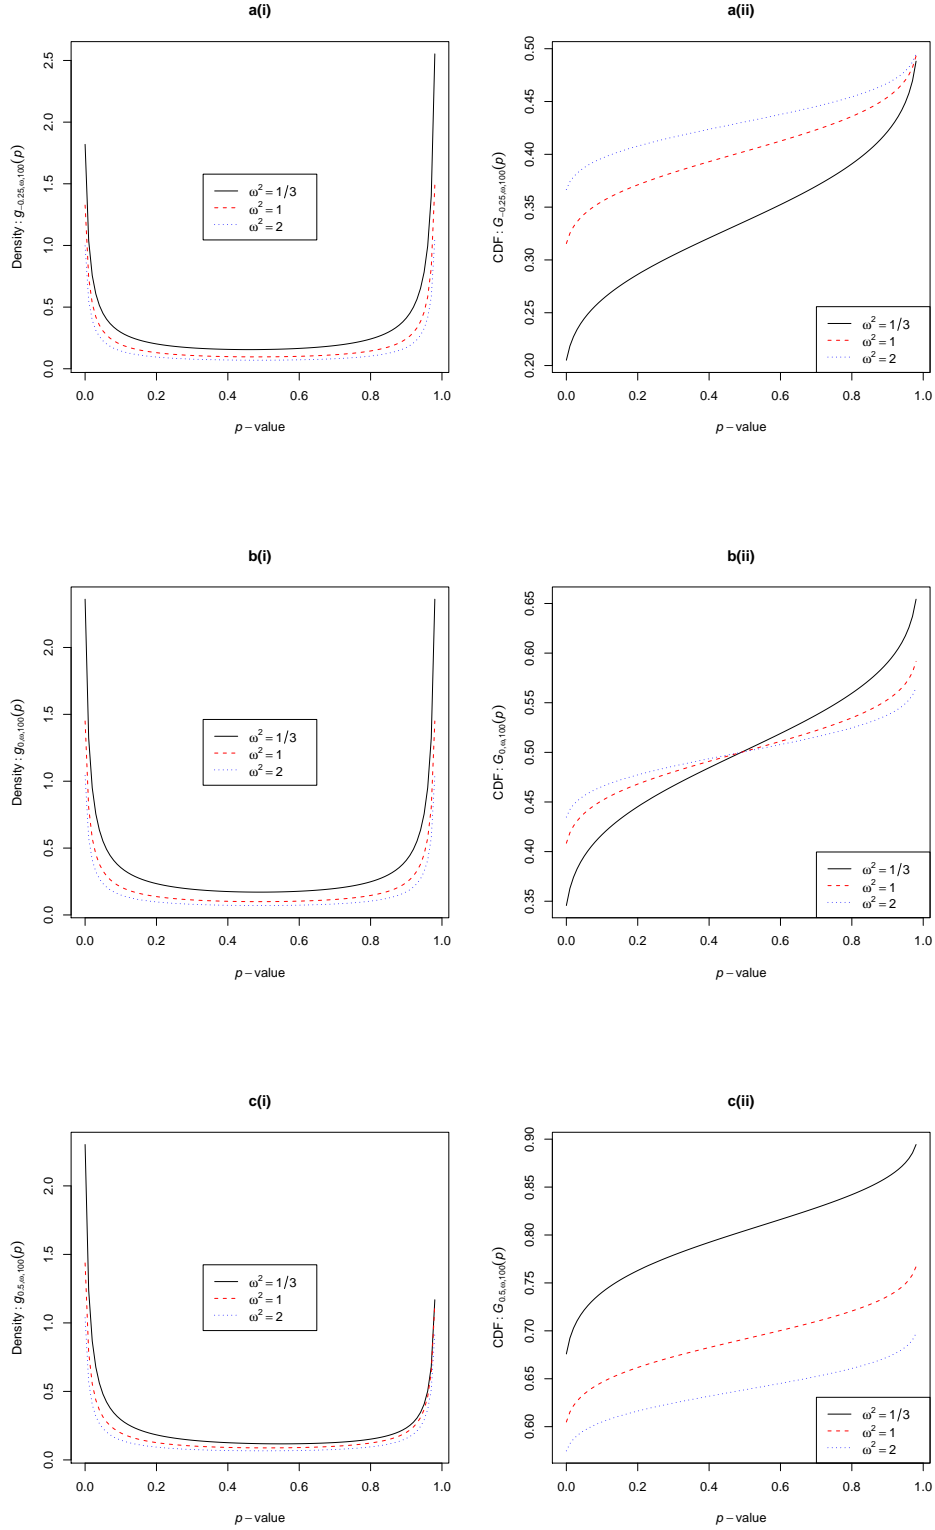 a(i)
Density : g₋₀.₂₅,ω,₁₀₀(p)
2.5
2.0
1.5
1.0
0.5
0.0
ω² = 1/3
ω² = 1
ω² = 2
0.0 0.2 0.4 0.6 0.8 1.0
p − value
a(ii)
CDF : G₋₀.₂₅,ω,₁₀₀(p)
0.50
0.45
0.40
0.35
0.30
0.25
0.20
ω² = 1/3
ω² = 1
ω² = 2
0.0 0.2 0.4 0.6 0.8 1.0
p − value
b(i)
Density : g₀,ω,₁₀₀(p)
2.0
1.5
1.0
0.5
0.0
ω² = 1/3
ω² = 1
ω² = 2
0.0 0.2 0.4 0.6 0.8 1.0
p − value
b(ii)
CDF : G₀,ω,₁₀₀(p)
0.65
0.60
0.55
0.50
0.45
0.40
0.35
ω² = 1/3
ω² = 1
ω² = 2
0.0 0.2 0.4 0.6 0.8 1.0
p − value
c(i)
Density : g₀.₅,ω,₁₀₀(p)
2.0
1.5
1.0
0.5
0.0
ω² = 1/3
ω² = 1
ω² = 2
0.0 0.2 0.4 0.6 0.8 1.0
p − value
c(ii)
CDF : G₀.₅,ω,₁₀₀(p)
0.90
0.85
0.80
0.75
0.70
0.65
0.60
ω² = 1/3
ω² = 1
ω² = 2
0.0 0.2 0.4 0.6 0.8 1.0
p − value